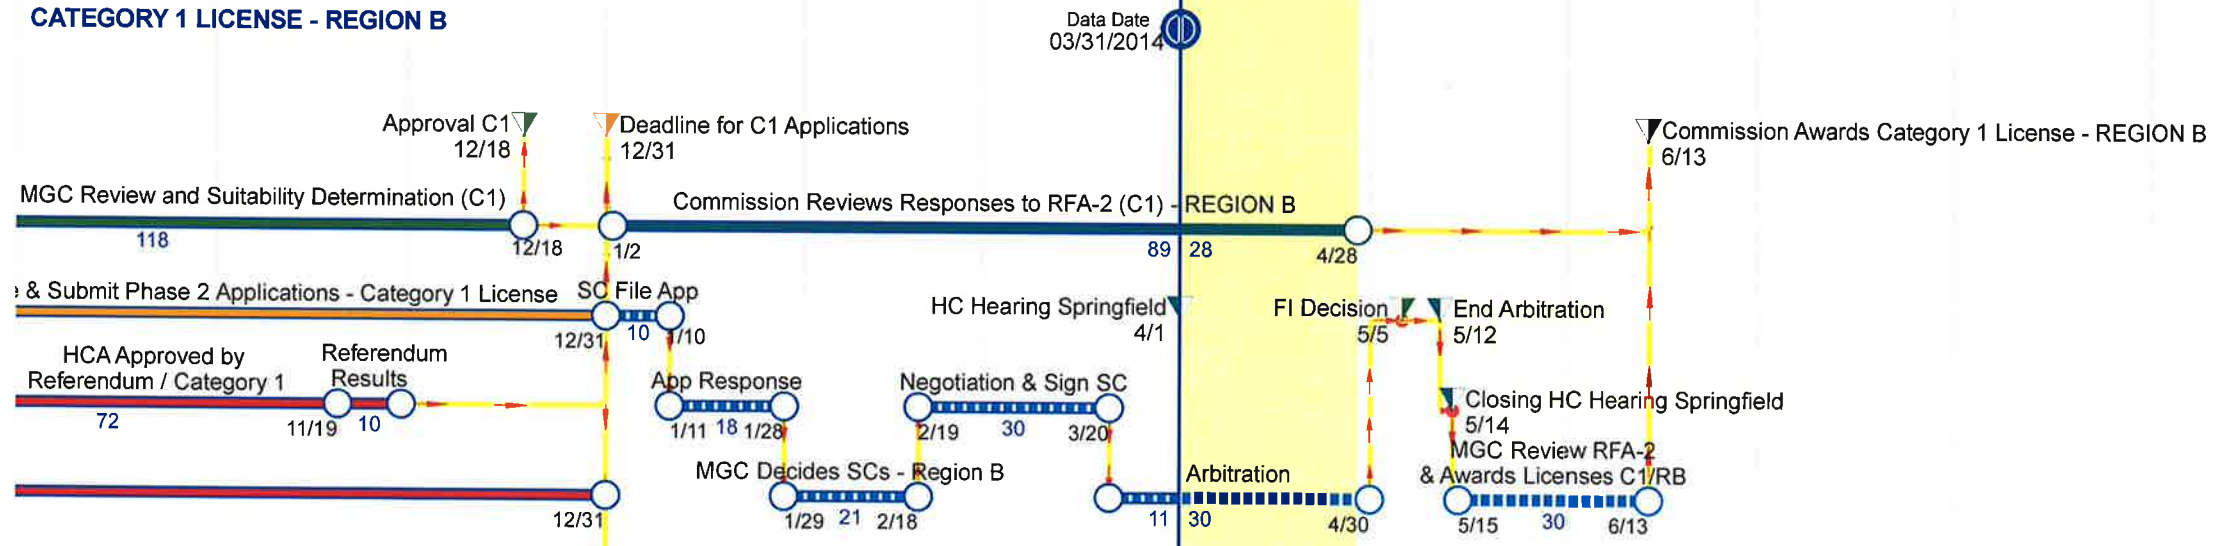 CATEGORY 1 LICENSE - REGION B
Data Date
03/31/2014
Approval C1
12/18
Deadline for C1 Applications
12/31
Commission Awards Category 1 License - REGION B
6/13
MGC Review and Suitability Determination (C1)
118
12/18
Commission Reviews Responses to RFA-2 (C1) - REGION B
1/2
89
28
4/28
& Submit Phase 2 Applications - Category 1 License
12/31
SC File App
10
1/10
HC Hearing Springfield
4/1
FI Decision
5/5
End Arbitration
5/12
HCA Approved by
Referendum / Category 1
72
11/19
Referendum
Results
10
App Response
1/11
18
1/28
Negotiation & Sign SC
2/19
30
3/20
Closing HC Hearing Springfield
5/14
12/31
MGC Decides SCs - Region B
1/29
21
2/18
Arbitration
11
30
4/30
MGC Review RFA-2
& Awards Licenses C1/RB
5/15
30
6/13